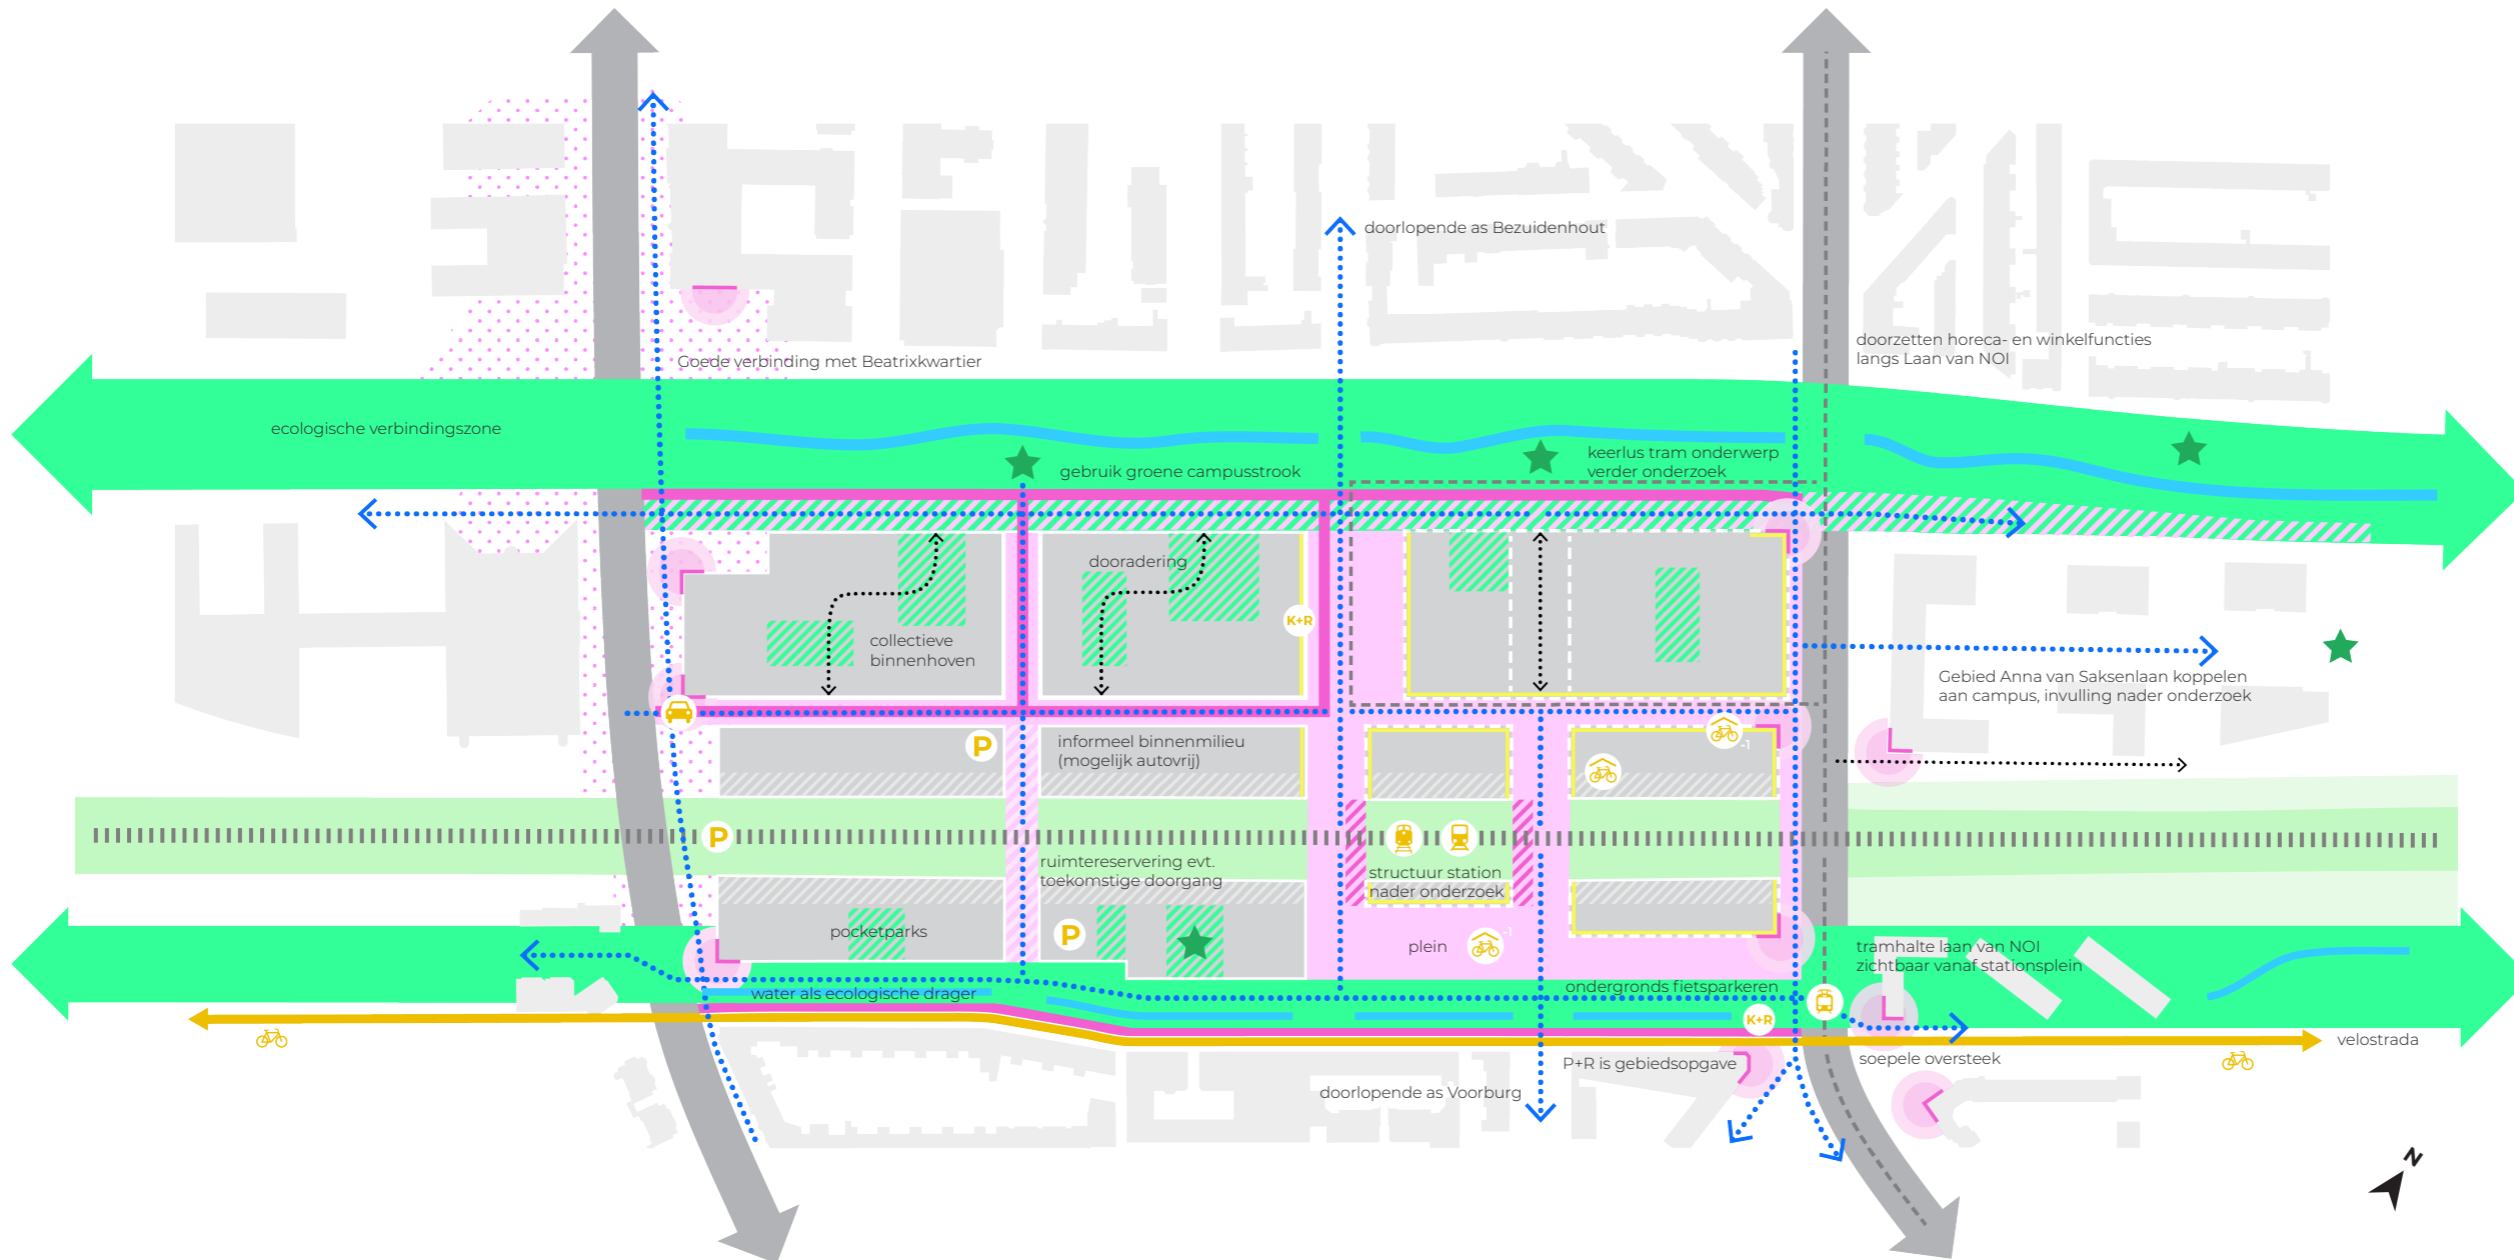 doorlopende as Bezuidenhout
doorzetten horeca- en winkelfuncties
langs Laan van NOI
Goede verbinding met Beatrixkwartier
ecologische verbindingszone
gebruik groene campusstrook
keerlus tram onderwerp
verder onderzoek
dooradering
K+R
collectieve
binnenhoven
Gebied Anna van Saksenlaan koppelen
aan campus, invulling nader onderzoek
P
informeel binnenmilieu
(mogelijk autovrij)
-1
P
ruimtereservering evt.
toekomstige doorgang
structuur station
nader onderzoek
pocketparks
P
plein
-1
tramhalte laan van NOI
zichtbaar vanaf stationsplein
water als ecologische drager
ondergronds fietsparkeren
K+R
velostrada
soepele oversteek
P+R is gebiedsopgave
doorlopende as Voorburg
N